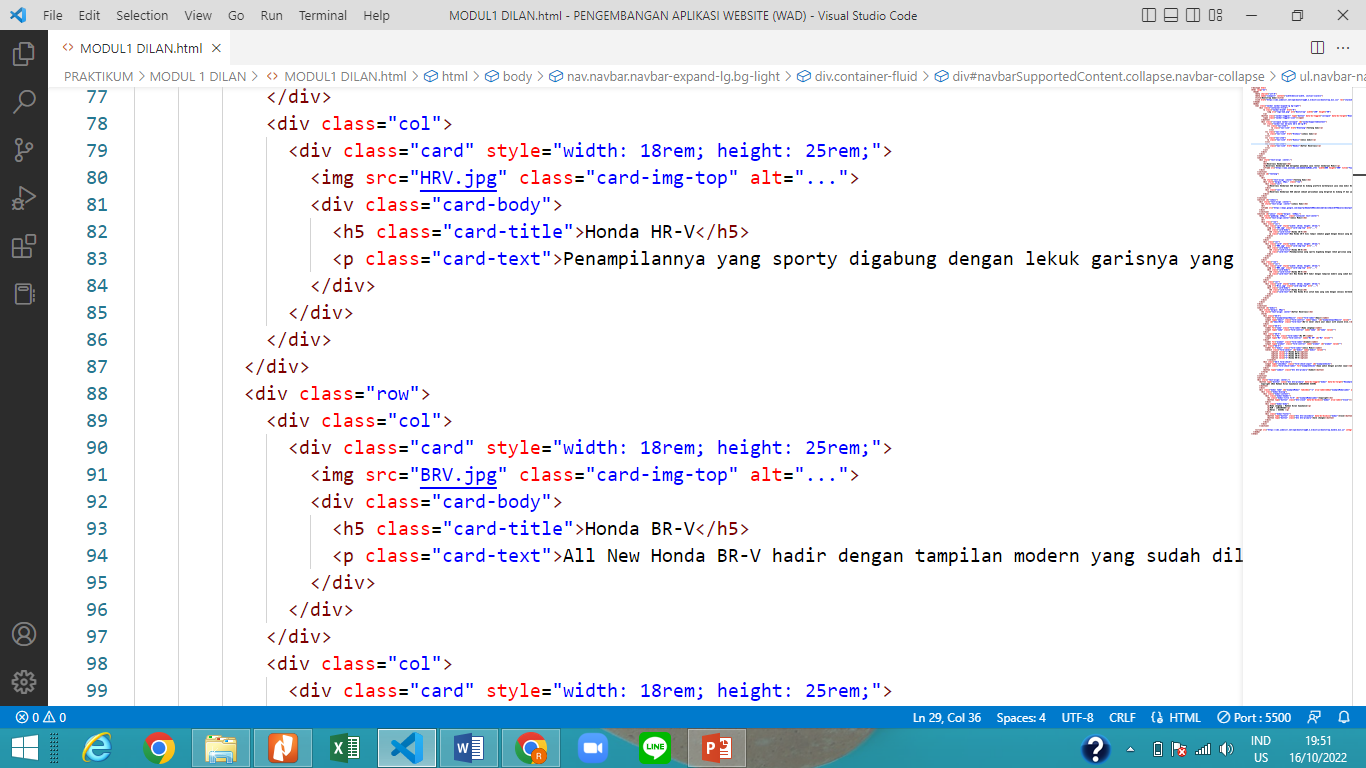 File Edit Selection View Go Run Terminal Help MODUL1 DILAN.html - PENGEMBANGAN APLIKASI WEBSITE (WAD) - Visual Studio Code
<> MODUL1 DILAN.html ×
PRAKTIKUM > MODUL 1 DILAN > <> MODUL1 DILAN.html > html > body > nav.navbar.navbar-expand-lg.bg-light > div.container-fluid > div#navbarSupportedContent.collapse.navbar-collapse > ul.navbar-na
77 </div>
78 <div class="col">
79 <div class="card" style="width: 18rem; height: 25rem;">
80 <img src="HRV.jpg" class="card-img-top" alt="...">
81 <div class="card-body">
82 <h5 class="card-title">Honda HR-V</h5>
83 <p class="card-text">Penampilannya yang sporty digabung dengan lekuk garisnya yang
84 </div>
85 </div>
86 </div>
87 </div>
88 <div class="row">
89 <div class="col">
90 <div class="card" style="width: 18rem; height: 25rem;">
91 <img src="BRV.jpg" class="card-img-top" alt="...">
92 <div class="card-body">
93 <h5 class="card-title">Honda BR-V</h5>
94 <p class="card-text">All New Honda BR-V hadir dengan tampilan modern yang sudah dil
95 </div>
96 </div>
97 </div>
98 <div class="col">
99 <div class="card" style="width: 18rem; height: 25rem;">
0 0 Ln 29, Col 36 Spaces: 4 UTF-8 CRLF HTML Port : 5500
LINE
IND 19:51
US 16/10/2022